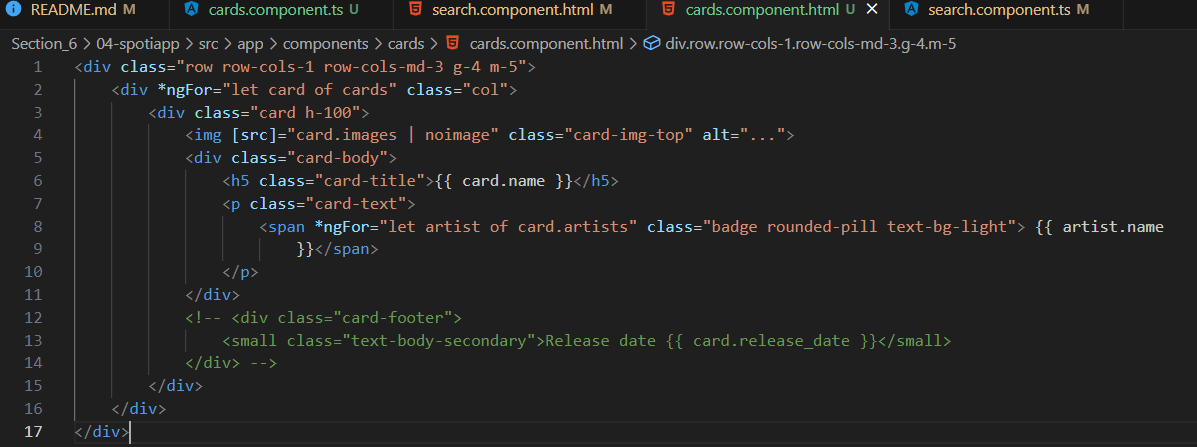 README.md M cards.component.ts U search.component.html M cards.component.html U search.component.ts M
Section_6 > 04-spotiapp > src > app > components > cards > cards.component.html > div.row.row-cols-1.row-cols-md-3.g-4.m-5
1 <div class="row row-cols-1 row-cols-md-3 g-4 m-5">
2 <div *ngFor="let card of cards" class="col">
3 <div class="card h-100">
4 <img [src]="card.images | noimage" class="card-img-top" alt="...">
5 <div class="card-body">
6 <h5 class="card-title">{{ card.name }}</h5>
7 <p class="card-text">
8 <span *ngFor="let artist of card.artists" class="badge rounded-pill text-bg-light"> {{ artist.name
9 }}</span>
10 </p>
11 </div>
12 <!-- <div class="card-footer">
13 <small class="text-body-secondary">Release date {{ card.release_date }}</small>
14 </div> -->
15 </div>
16 </div>
17 </div>